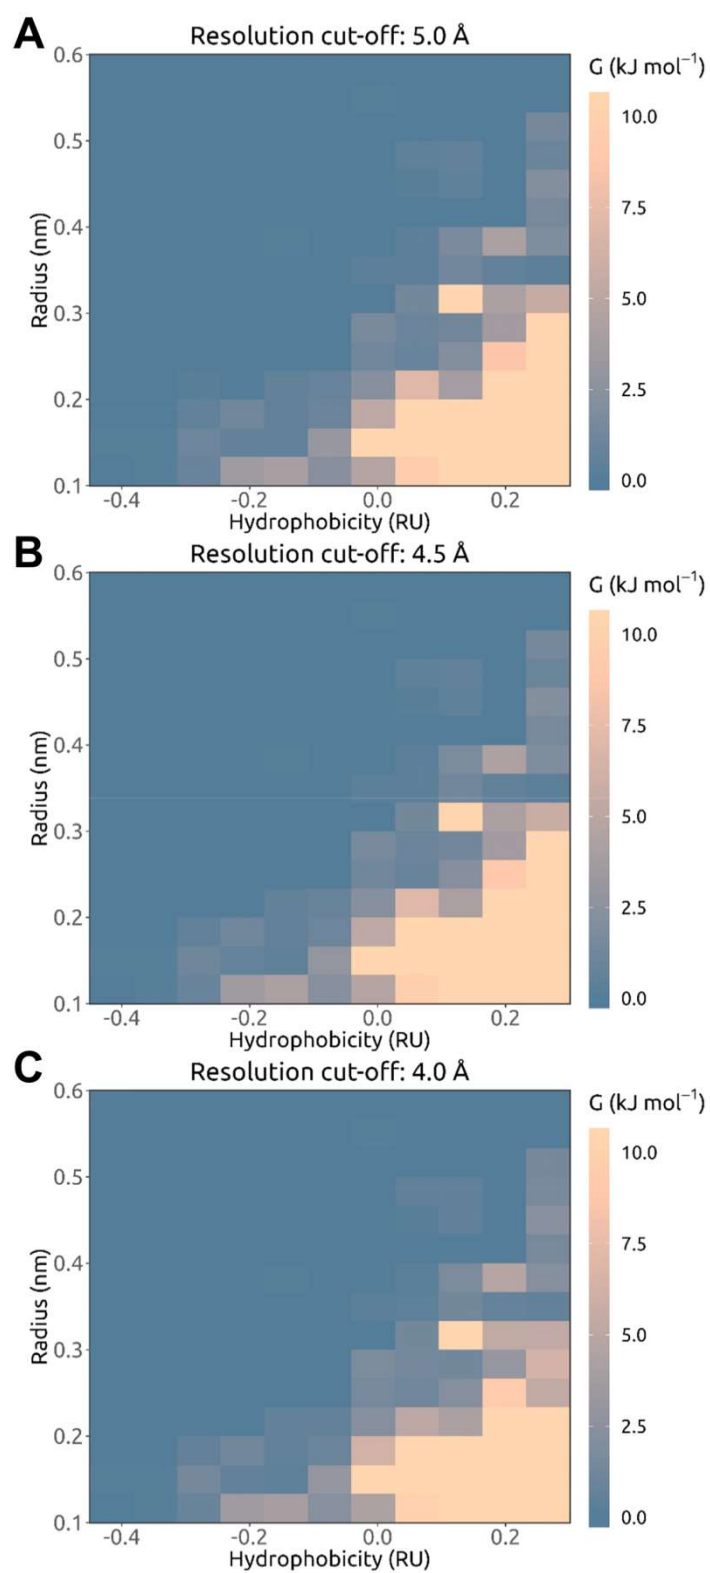 A
Resolution cut-off: 5.0 Å
G (kJ mol⁻¹)
0.6
0.5
0.4
0.3
0.2
0.1
Radius (nm)
-0.4 -0.2 0.0 0.2
Hydrophobicity (RU)
10.0
7.5
5.0
2.5
0.0
B
Resolution cut-off: 4.5 Å
G (kJ mol⁻¹)
0.6
0.5
0.4
0.3
0.2
0.1
Radius (nm)
-0.4 -0.2 0.0 0.2
Hydrophobicity (RU)
10.0
7.5
5.0
2.5
0.0
C
Resolution cut-off: 4.0 Å
G (kJ mol⁻¹)
0.6
0.5
0.4
0.3
0.2
0.1
Radius (nm)
-0.4 -0.2 0.0 0.2
Hydrophobicity (RU)
10.0
7.5
5.0
2.5
0.0